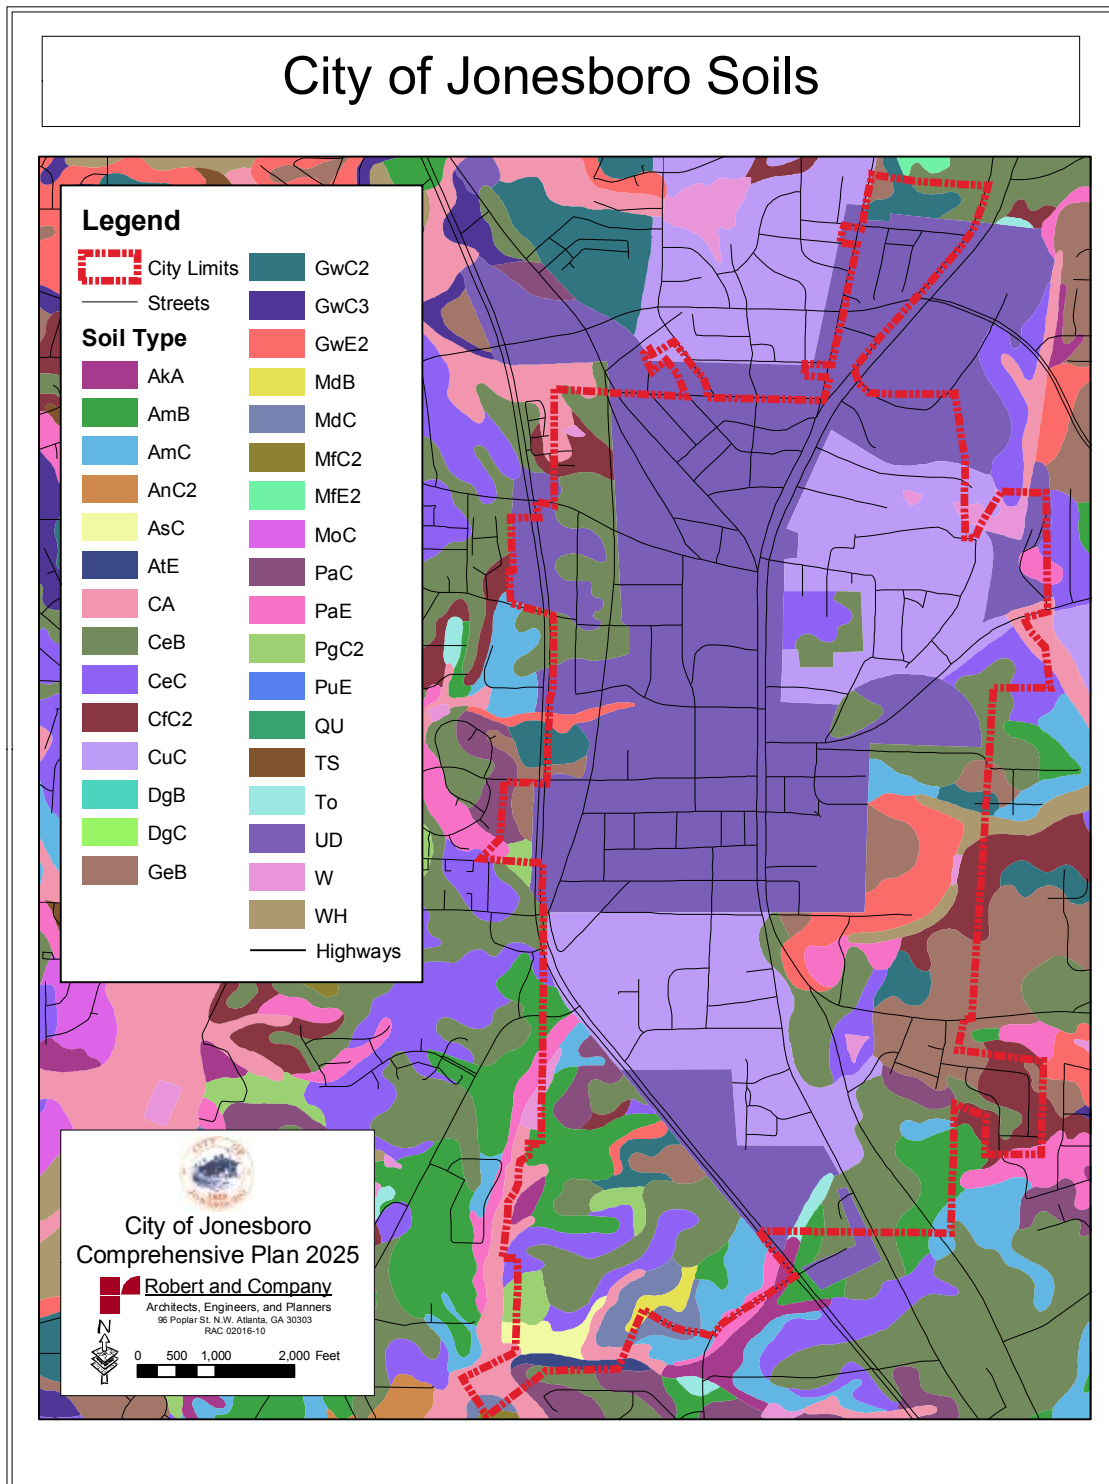 City of Jonesboro Soils
Legend
City Limits
Streets
Soil Type
AkA
AmB
AmC
AnC2
AsC
AtE
CA
CeB
CeC
CfC2
CuC
DgB
DgC
GeB
GwC2
GwC3
GwE2
MdB
MdC
MfC2
MfE2
MoC
PaC
PaE
PgC2
PuE
QU
TS
To
UD
W
WH
Highways
City of Jonesboro
Comprehensive Plan 2025
Robert and Company
Architects, Engineers, and Planners
96 Poplar St. N.W. Atlanta, GA 30303
RAC 02016-10
N
0 500 1,000 2,000 Feet